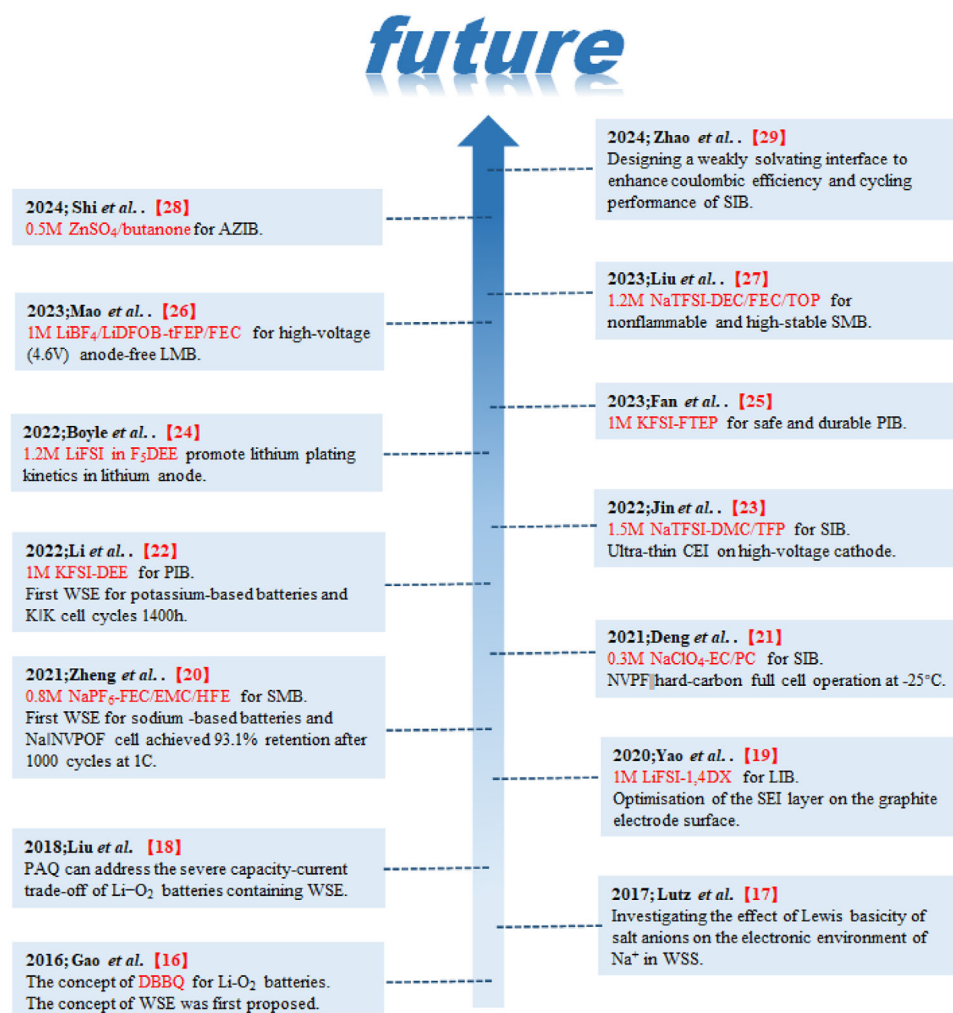 future
2024; Zhao et al. .【29】
Designing a weakly solvating interface to
enhance coulombic efficiency and cycling
performance of SIB.
2024; Shi et al. .【28】
0.5M ZnSO₄/butanone for AZIB.
2023;Liu et al. .【27】
1.2M NaTFSI-DEC/FEC/TOP for
nonflammable and high-stable SMB.
2023;Mao et al. .【26】
1M LiBF₄/LiDFOB-tFEP/FEC for high-voltage
(4.6V) anode-free LMB.
2023;Fan et al. .【25】
1M KFSI-FTEP for safe and durable PIB.
2022;Boyle et al. .【24】
1.2M LiFSI in F₅DEE promote lithium plating
kinetics in lithium anode.
2022;Jin et al. .【23】
1.5M NaTFSI-DMC/TFP for SIB.
Ultra-thin CEI on high-voltage cathode.
2022;Li et al. .【22】
1M KFSI-DEE for PIB.
First WSE for potassium-based batteries and
K‖K cell cycles 1400h.
2021;Deng et al. .【21】
0.3M NaClO₄-EC/PC for SIB.
NVPF‖hard-carbon full cell operation at -25°C.
2021;Zheng et al. .【20】
0.8M NaPF₆-FEC/EMC/HFE for SMB.
First WSE for sodium -based batteries and
Na‖NVPOF cell achieved 93.1% retention after
1000 cycles at 1C.
2020;Yao et al. .【19】
1M LiFSI-1,4DX for LIB.
Optimisation of the SEI layer on the graphite
electrode surface.
2018;Liu et al. 【18】
PAQ can address the severe capacity-current
trade-off of Li−O₂ batteries containing WSE.
2017; Lutz et al. 【17】
Investigating the effect of Lewis basicity of
salt anions on the electronic environment of
Na⁺ in WSS.
2016; Gao et al. 【16】
The concept of DBBQ for Li-O₂ batteries.
The concept of WSE was first proposed.